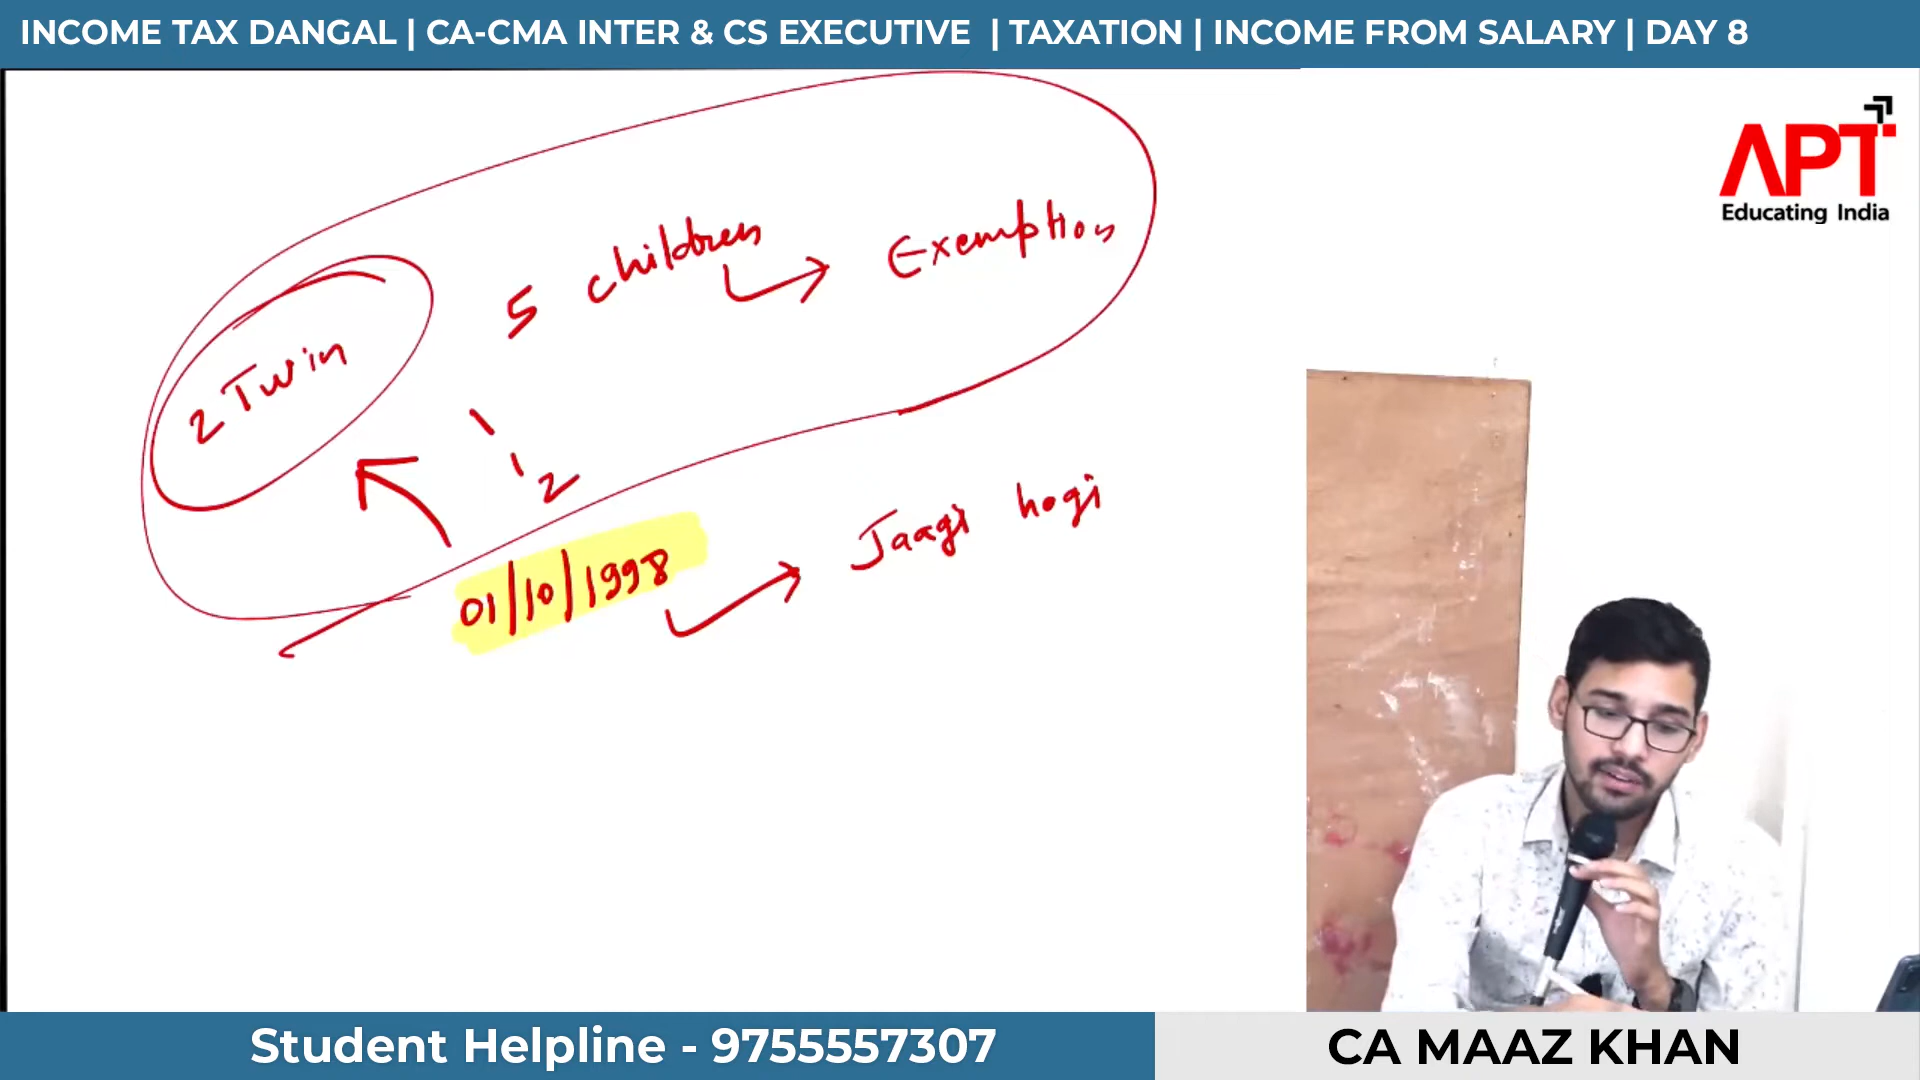 INCOME TAX DANGAL | CA-CMA INTER & CS EXECUTIVE | TAXATION | INCOME FROM SALARY | DAY 8
APT
Educating India
5 children → Exemption
2 Twin
1
1
2
01/10/1998 → Jaagi hogi
Student Helpline - 9755557307
CA MAAZ KHAN